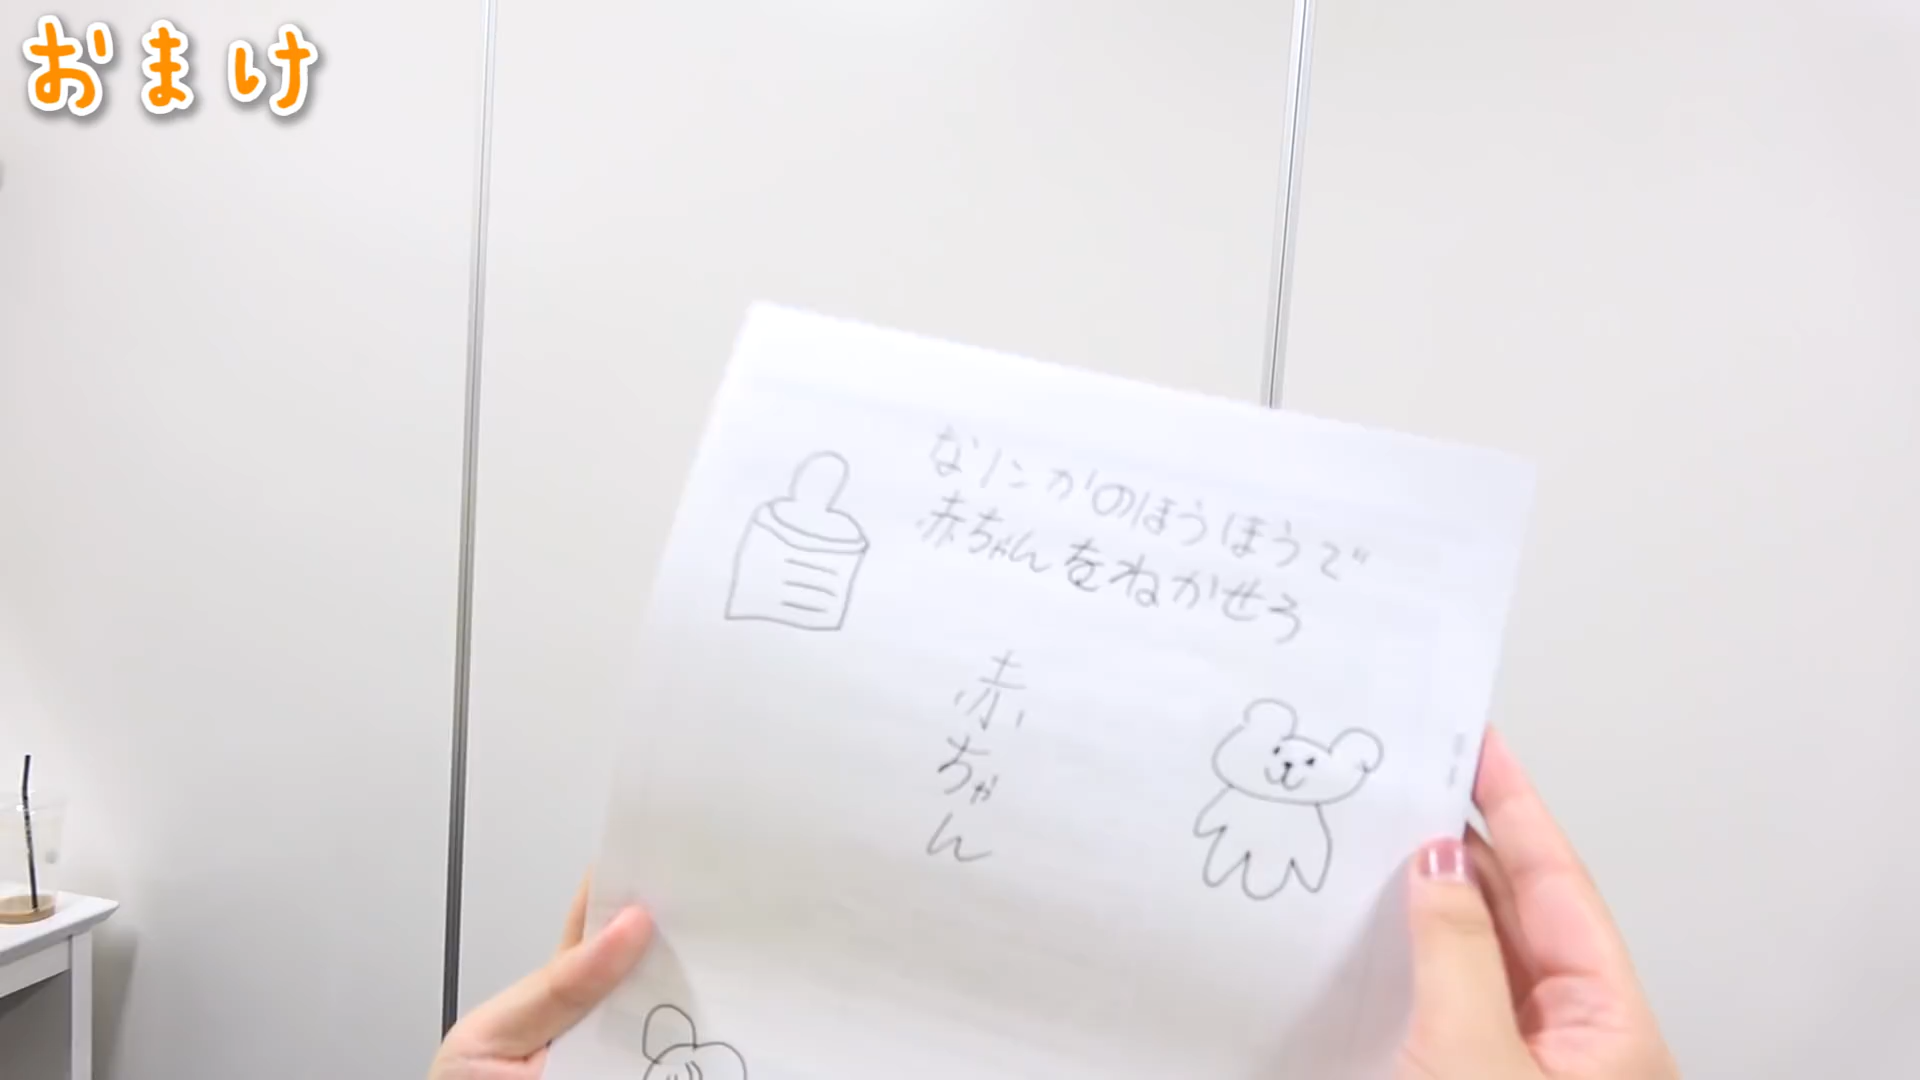 おまけ
なにかのほうほうで
赤ちゃんをねかせろ
赤ちゃん